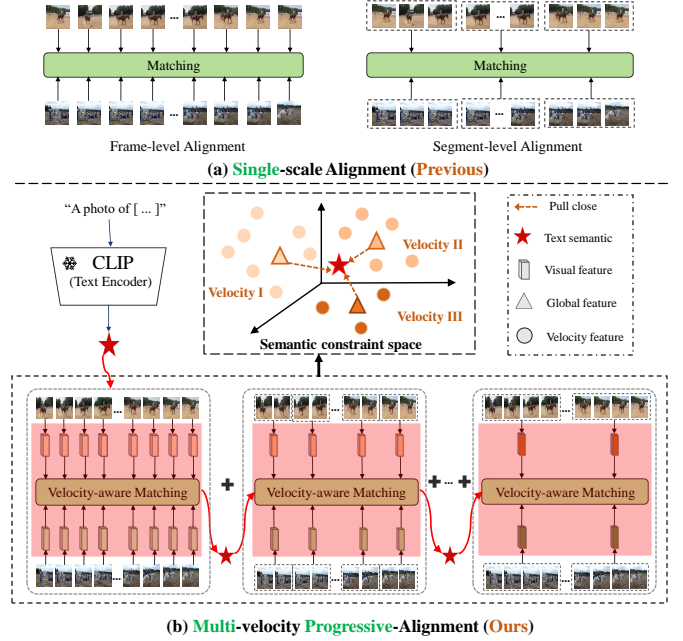 ...
...
Matching
Matching
...
...
Frame-level Alignment
Segment-level Alignment
(a) Single-scale Alignment (Previous)
“A photo of [ ... ]”
CLIP
(Text Encoder)
Velocity I
Velocity II
Velocity III
Semantic constraint space
Pull close
Text semantic
Visual feature
Global feature
Velocity feature
...
...
...
Velocity-aware Matching
+
Velocity-aware Matching
+ ... +
Velocity-aware Matching
...
...
...
(b) Multi-velocity Progressive-Alignment (Ours)